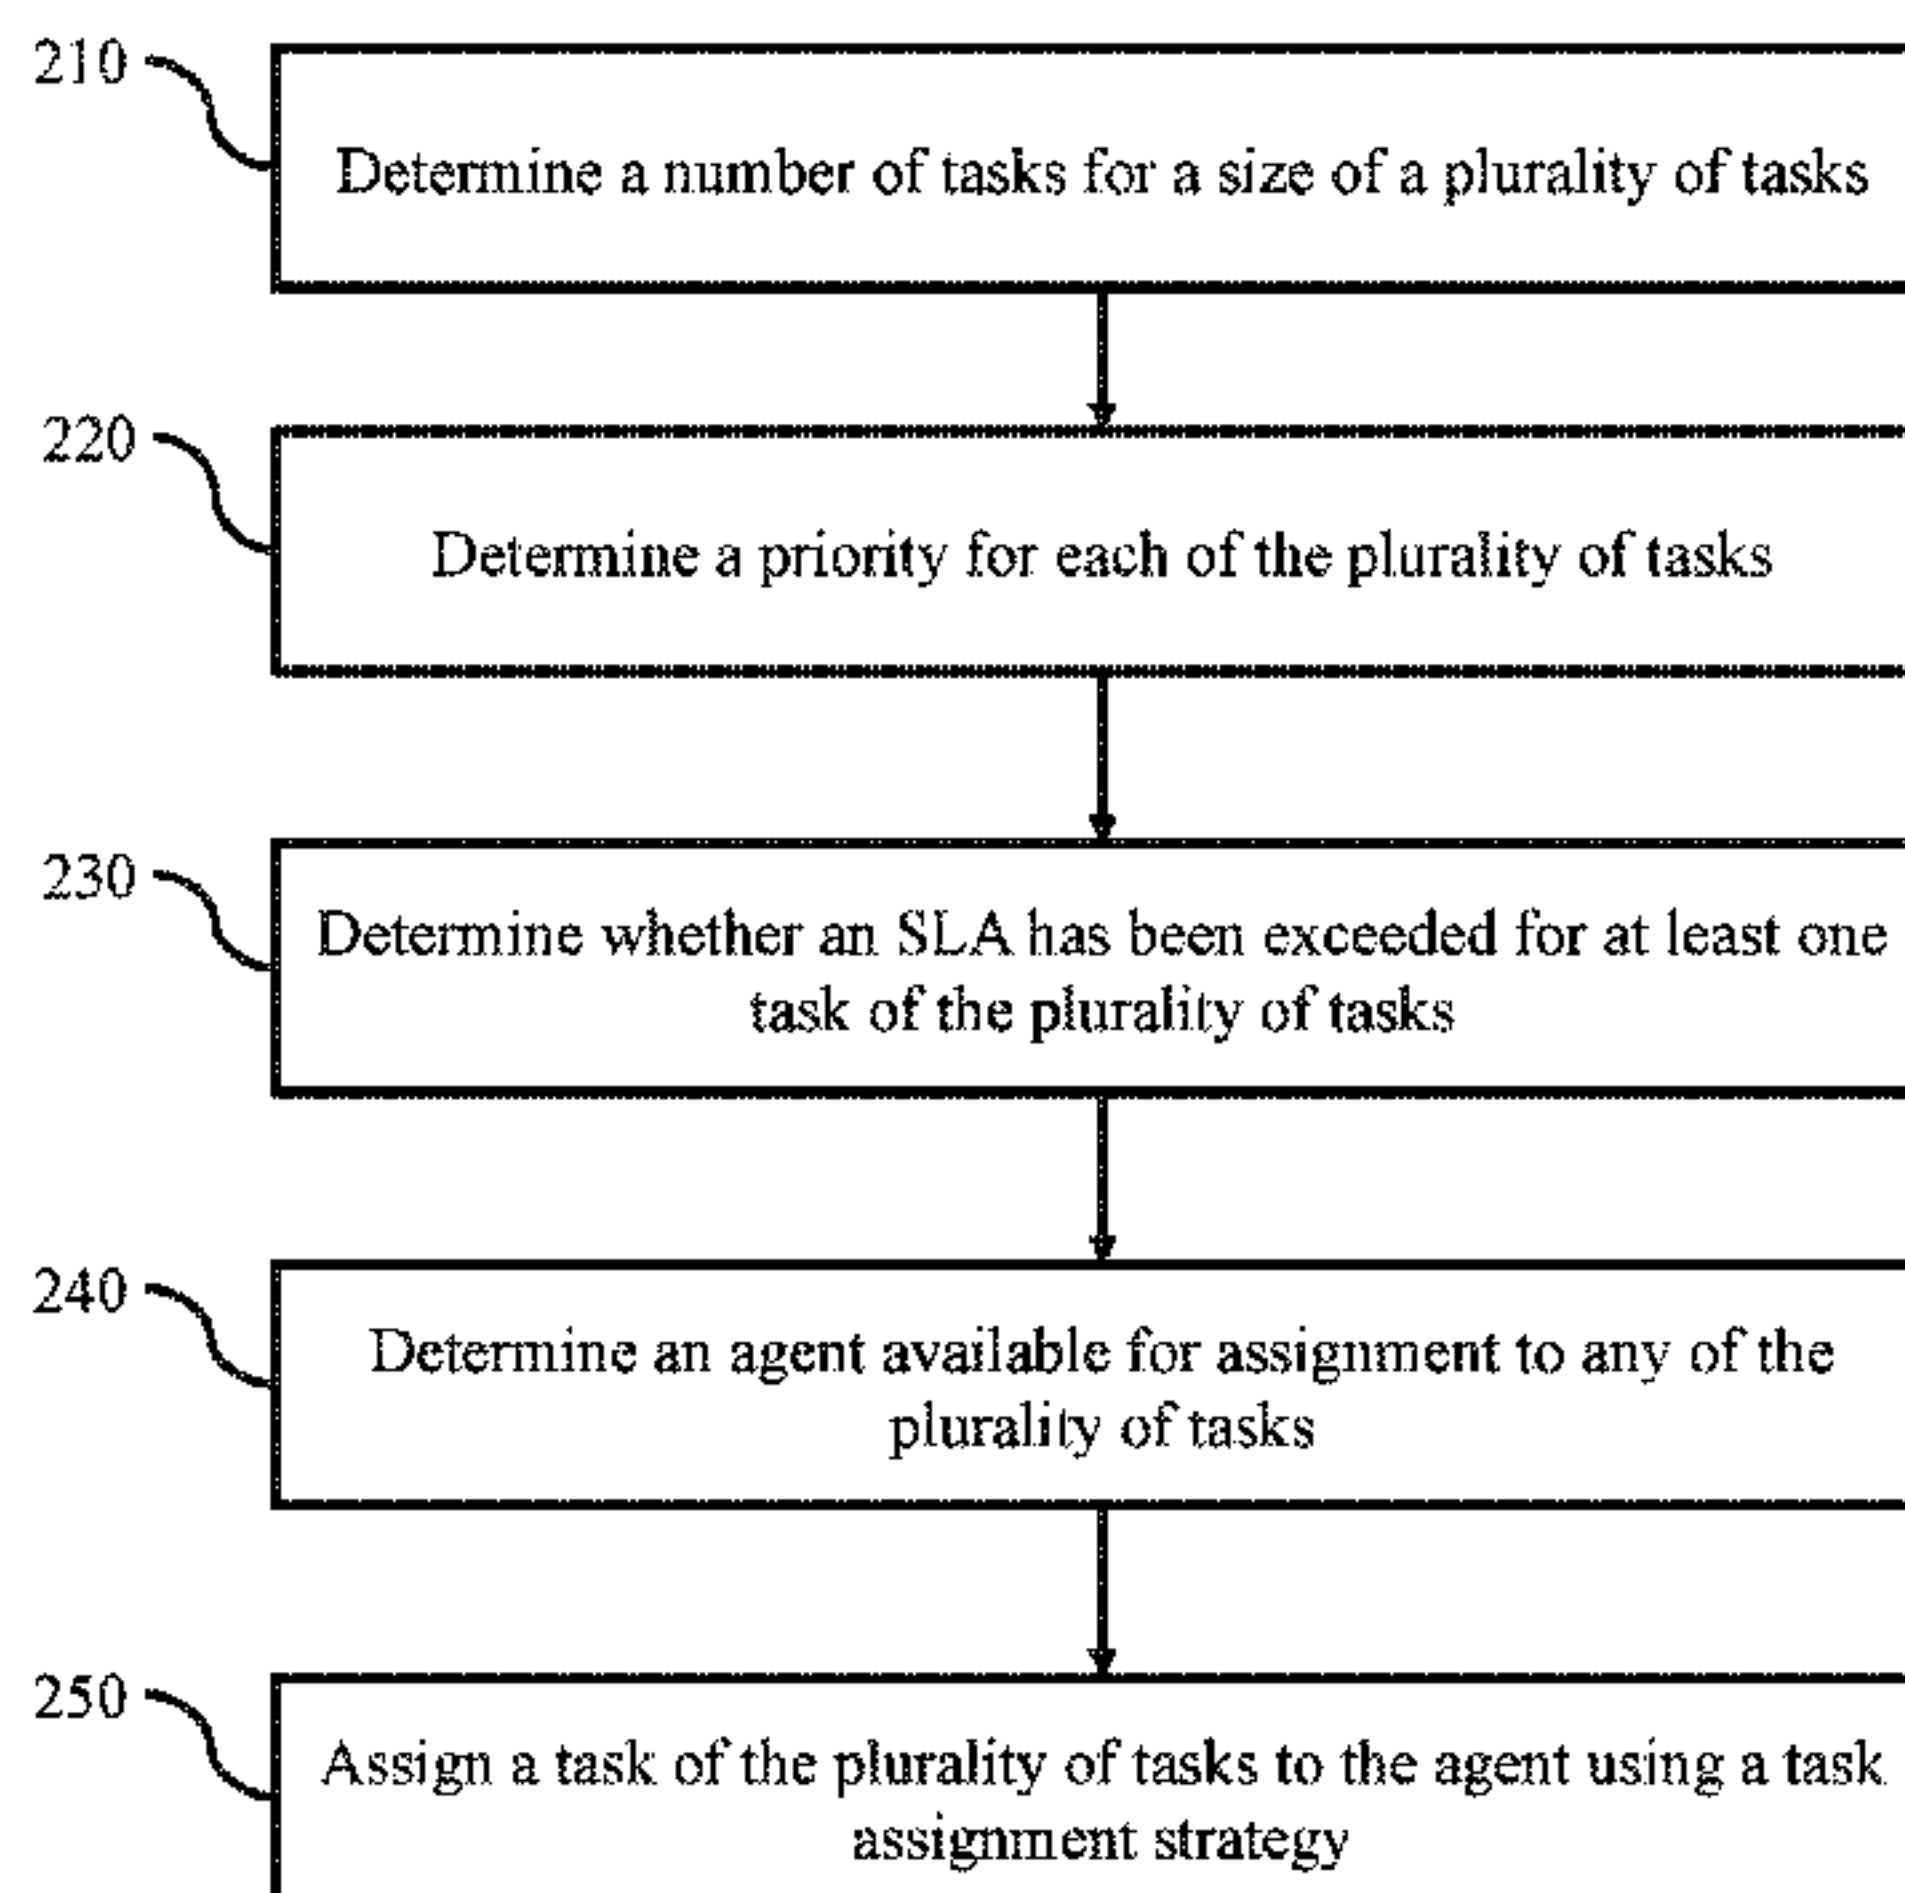 210
Determine a number of tasks for a size of a plurality of tasks
220
Determine a priority for each of the plurality of tasks
230
Determine whether an SLA has been exceeded for at least one
task of the plurality of tasks
240
Determine an agent available for assignment to any of the
plurality of tasks
250
Assign a task of the plurality of tasks to the agent using a task
assignment strategy